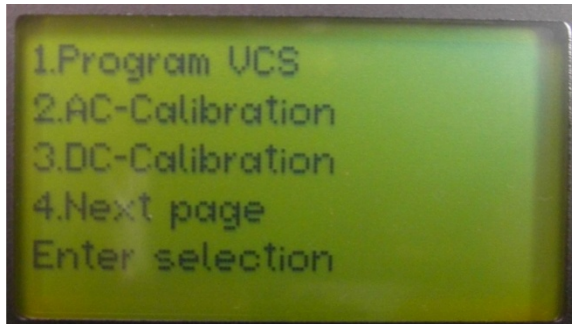 1.Program VCS
2.AC-Calibration
3.DC-Calibration
4.Next page
Enter selection